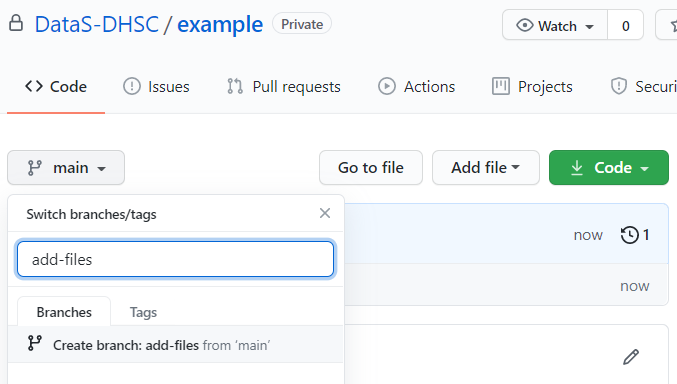 DataS-DHSC / example Private Watch 0
Code Issues Pull requests Actions Projects Securi
main Go to file Add file Code
Switch branches/tags
now 1
add-files
now
Branches Tags
Create branch: add-files from ‘main’